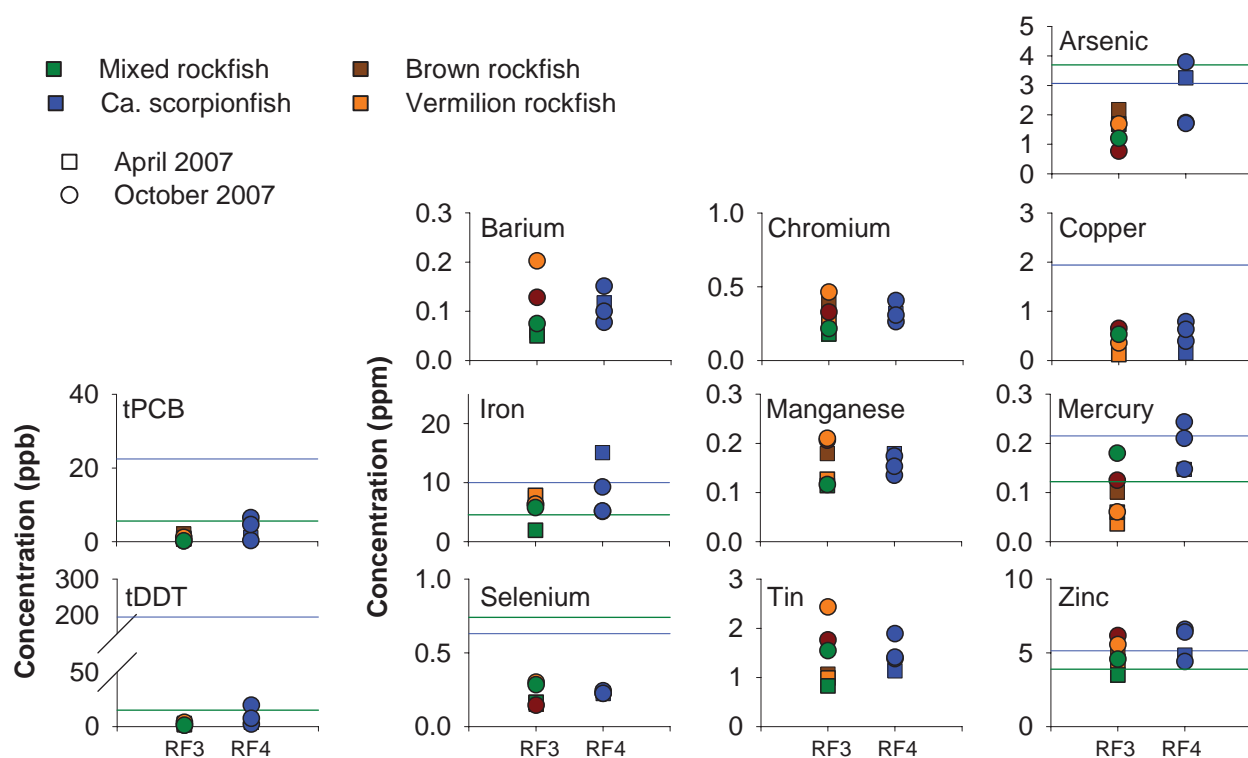 Mixed rockfish
Brown rockfish
Ca. scorpionfish
Vermilion rockfish
April 2007
October 2007
Arsenic
5
4
3
2
1
0
Barium
0.3
0.2
0.1
0.0
Chromium
1.0
0.5
0.0
Copper
3
2
1
0
Concentration (ppb)
Concentration (ppm)
tPCB
40
20
0
Iron
20
10
0
Manganese
0.3
0.2
0.1
0.0
Mercury
0.3
0.2
0.1
0.0
tDDT
300
200
50
0
RF3 RF4
Selenium
1.0
0.5
0.0
RF3 RF4
Tin
3
2
1
0
RF3 RF4
Zinc
10
5
0
RF3 RF4